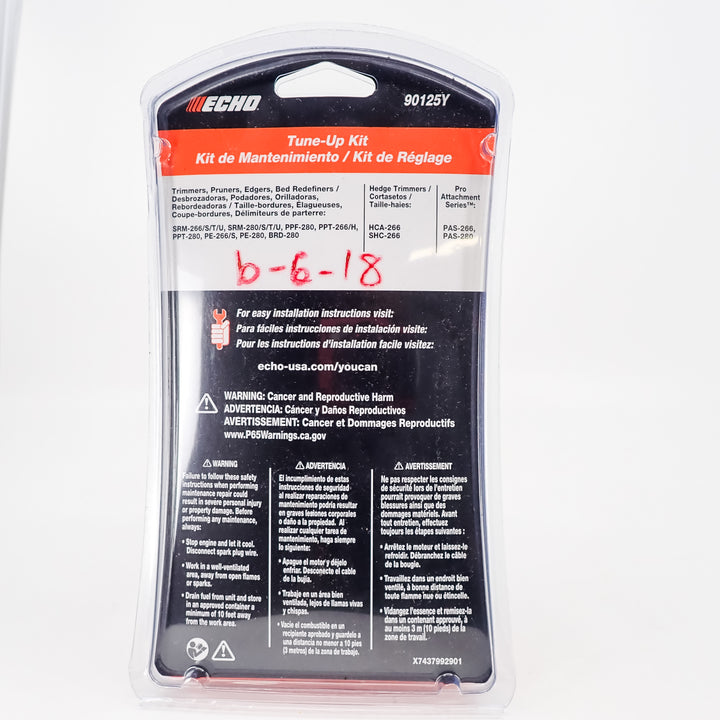 ECHO
90125Y
Tune-Up Kit
Kit de Mantenimiento / Kit de Réglage
Trimmers, Pruners, Edgers, Bed Redefiners /
Desbrozadoras, Podadores, Orilladoras,
Rebordeadoras / Taille-bordures, Élagueuses,
Coupe-bordures, Délimiteurs de parterre:
SRM-266/S/T/U, SRM-280/S/T/U, PPF-280, PPT-266/H,
PPT-280, PE-266/S, PE-280, BRD-280
Hedge Trimmers /
Cortasetos /
Taille-haies:
HCA-266
SHC-266
Pro
Attachment
Series™:
PAS-266,
PAS-280
b-6-18
For easy installation instructions visit:
Para fáciles instrucciones de instalación visite:
Pour les instructions d'installation facile visitez:
echo-usa.com/youcan
WARNING: Cancer and Reproductive Harm
ADVERTENCIA: Cáncer y Daños Reproductivos
AVERTISSEMENT: Cancer et Dommages Reproductifs
www.P65Warnings.ca.gov
WARNING
Failure to follow these safety
instructions when performing
maintenance repair could
result in severe personal injury
or property damage. Before
performing any maintenance,
always:
• Stop engine and let it cool.
Disconnect spark plug wire.
• Work in a well-ventilated
area, away from open flames
or sparks.
• Drain fuel from unit and store
in an approved container a
minimum of 10 feet away
from the work area.
ADVERTENCIA
El incumplimiento de estas
instrucciones de seguridad
al realizar reparaciones de
mantenimiento podría resultar
en graves lesiones corporales
o daño a la propiedad. Al
realizar cualquier tarea de
mantenimiento, haga siempre
lo siguiente:
• Apague el motor y déjelo
enfriar. Desconecte el cable
de la bujía.
• Trabaje en un área bien
ventilada, lejos de llamas vivas
y chispas.
• Vacíe el combustible en un
recipiente aprobado y guardelo a
una distancia no menor a 10 pies
(3 metros) de la zona de trabajo.
AVERTISSEMENT
Ne pas respecter les consignes
de sécurité lors de l'entretien
pourrait provoquer de graves
blessures ainsi que des
dommages matériels. Avant
tout entretien, effectuez
toujours les étapes suivantes :
• Arrêtez le moteur et laissez-le
refroidir. Débranchez le câble
de la bougie.
• Travaillez dans un endroit bien
ventilé, à bonne distance de
toute flamme nue ou étincelle.
• Vidangez l'essence et remisez-la
dans un contenant approuvé, à
au moins 3 m (10 pieds) de la
zone de travail.
X7437992901